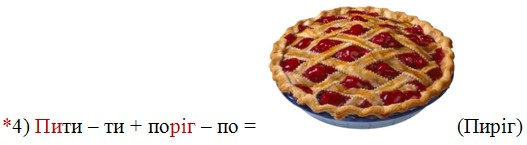 *4) Пити – ти + поріг – по = (Пиріг)